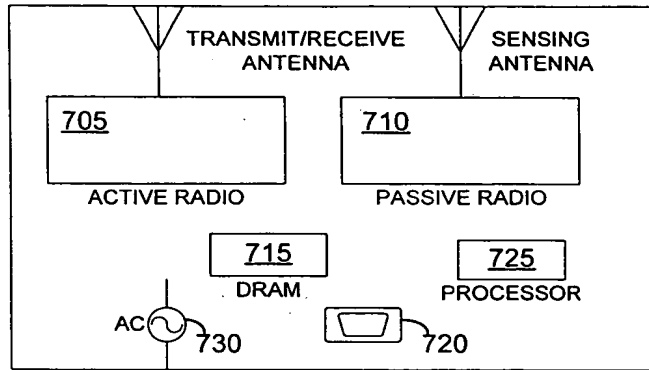 TRANSMIT/RECEIVE
ANTENNA
SENSING
ANTENNA
705
710
ACTIVE RADIO
PASSIVE RADIO
715
725
DRAM
PROCESSOR
AC
730
720